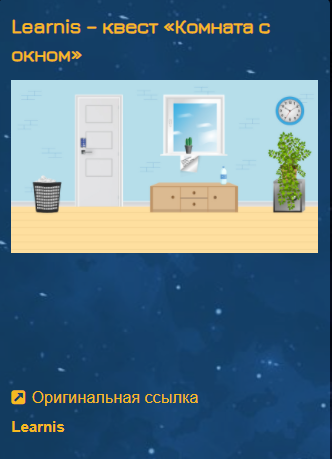 Learnis – квест «Комната с
окном»
Оригинальная ссылка
Learnis